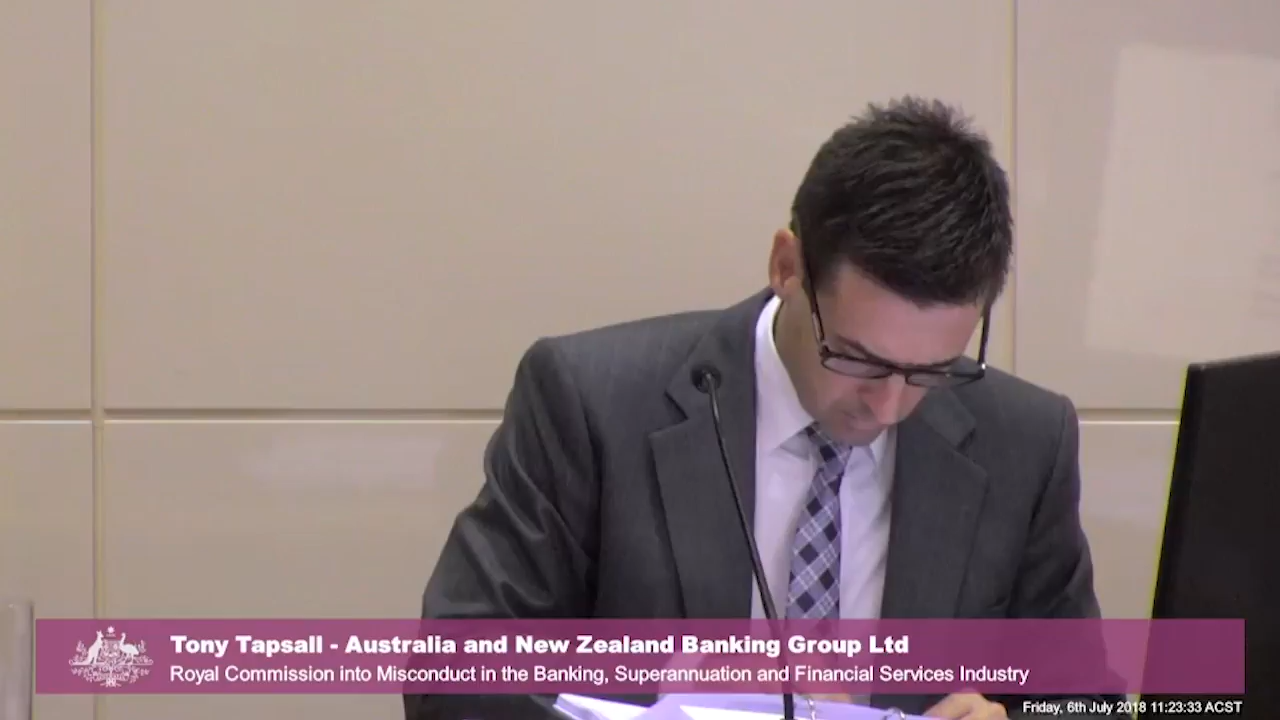 Tony Tapsall - Australia and New Zealand Banking Group Ltd
Royal Commission into Misconduct in the Banking, Superannuation and Financial Services Industry
Friday, 6th July 2018 11:23:33 ACST